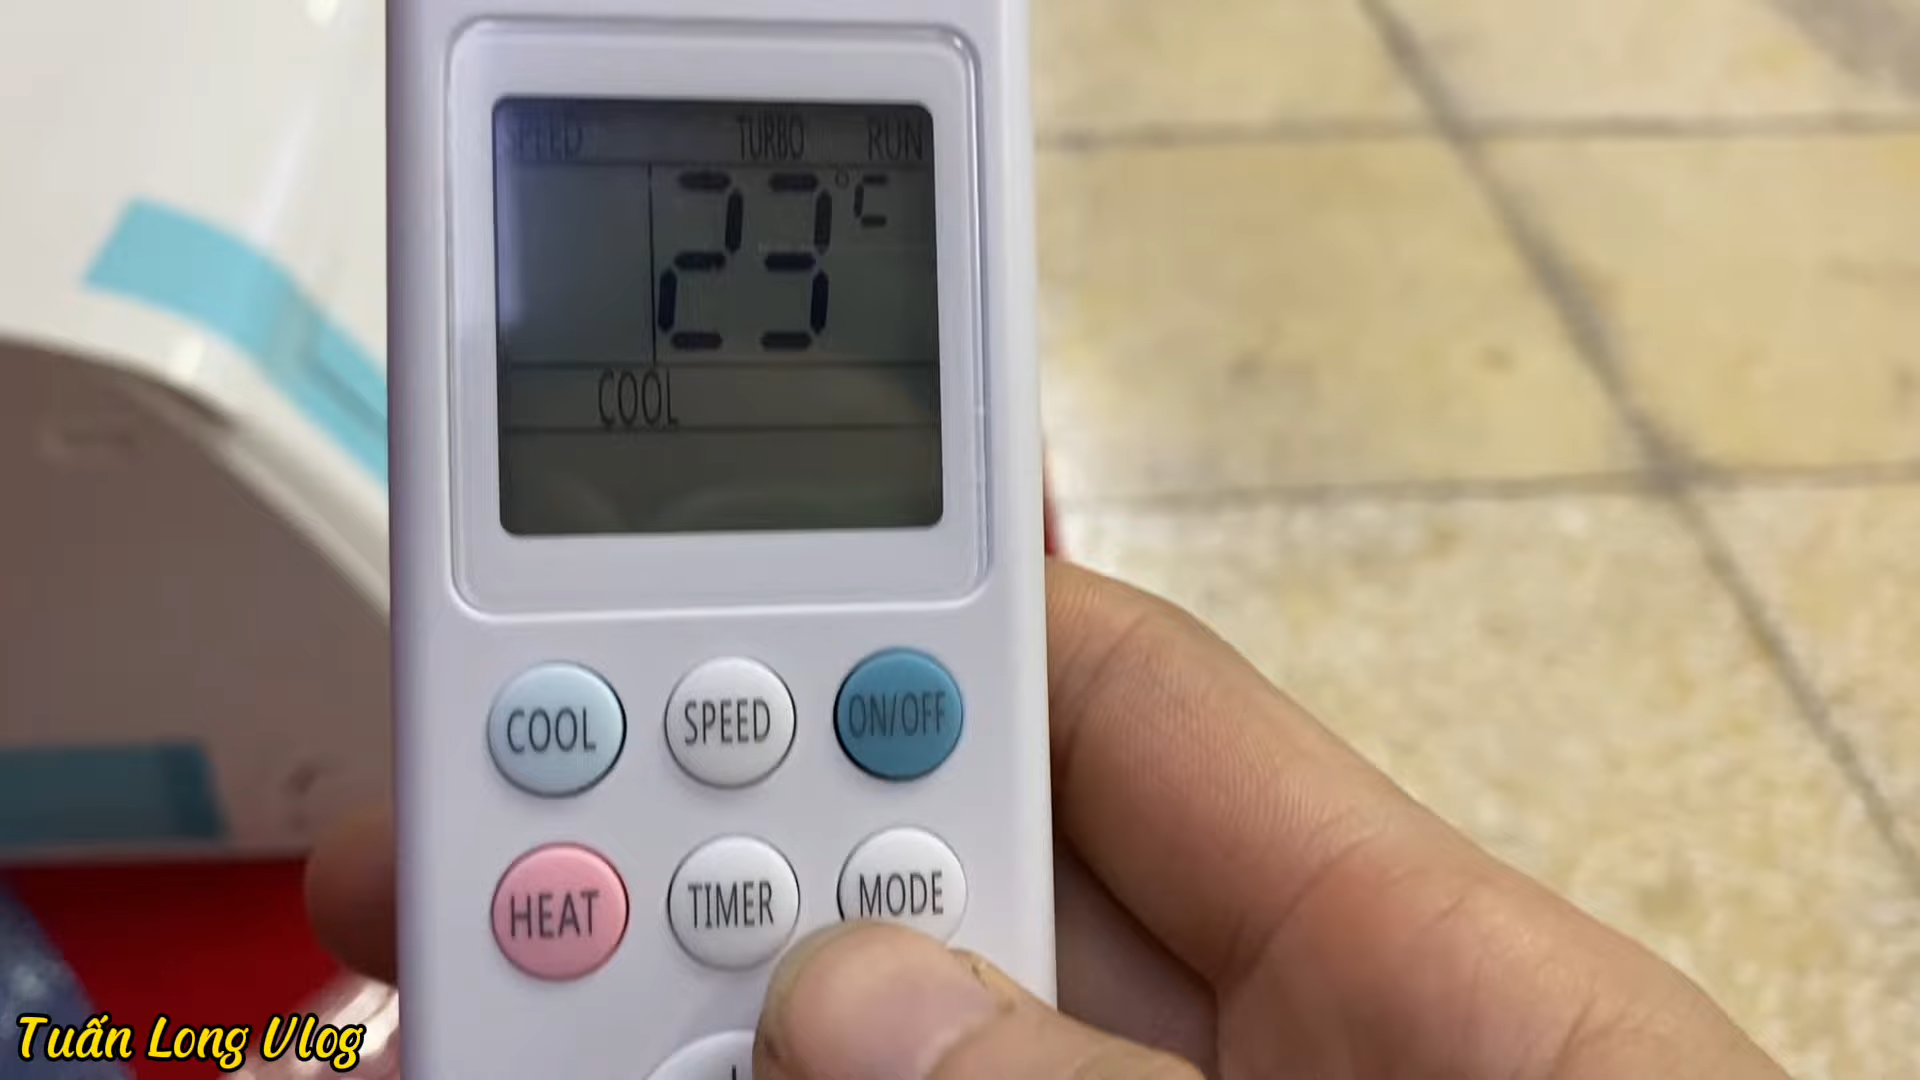 SPEED TURBO RUN
23°C
COOL
COOL SPEED ON/OFF
HEAT TIMER MODE
Tuấn Long Vlog